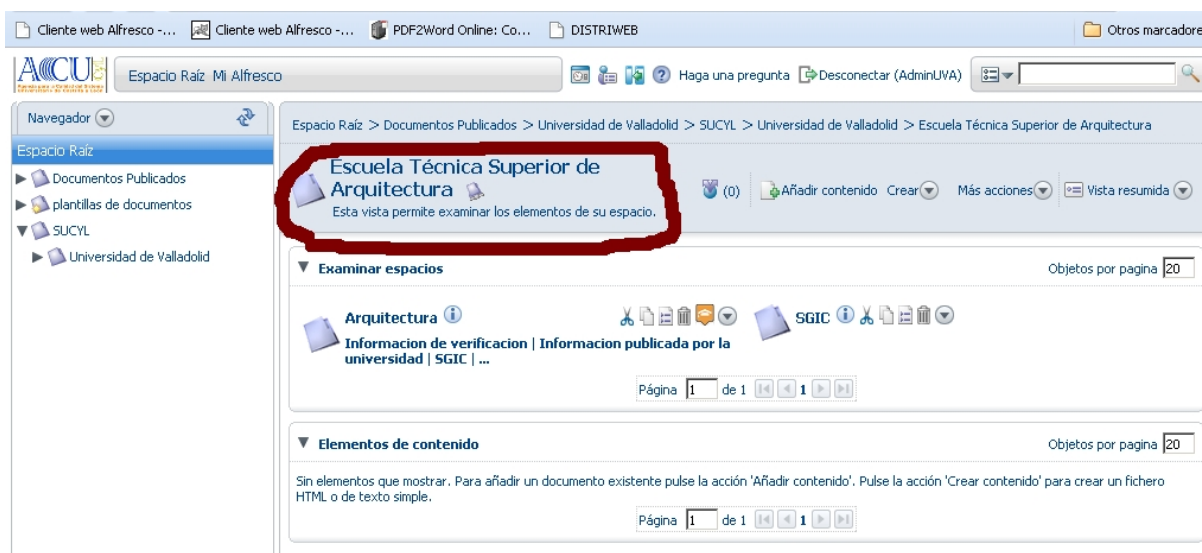 Cliente web Alfresco -... Cliente web Alfresco -... PDF2Word Online: Co... DISTRIWEB Otros marcadore
ACCU
Espacio Raíz Mi Alfresco Haga una pregunta Desconectar (AdminUVA)
Navegador
Espacio Raíz > Documentos Publicados > Universidad de Valladolid > SUCYL > Universidad de Valladolid > Escuela Técnica Superior de Arquitectura
Espacio Raíz
Documentos Publicados
plantillas de documentos
SUCYL
Universidad de Valladolid
Escuela Técnica Superior de
Arquitectura
Esta vista permite examinar los elementos de su espacio.
(0) Añadir contenido Crear Más acciones Vista resumida
Examinar espacios Objetos por pagina 20
Arquitectura SGIC
Informacion de verificacion | Informacion publicada por la
universidad | SGIC | ...
Página 1 de 1 1
Elementos de contenido Objetos por pagina 20
Sin elementos que mostrar. Para añadir un documento existente pulse la acción 'Añadir contenido'. Pulse la acción 'Crear contenido' para crear un fichero
HTML o de texto simple.
Página 1 de 1 1